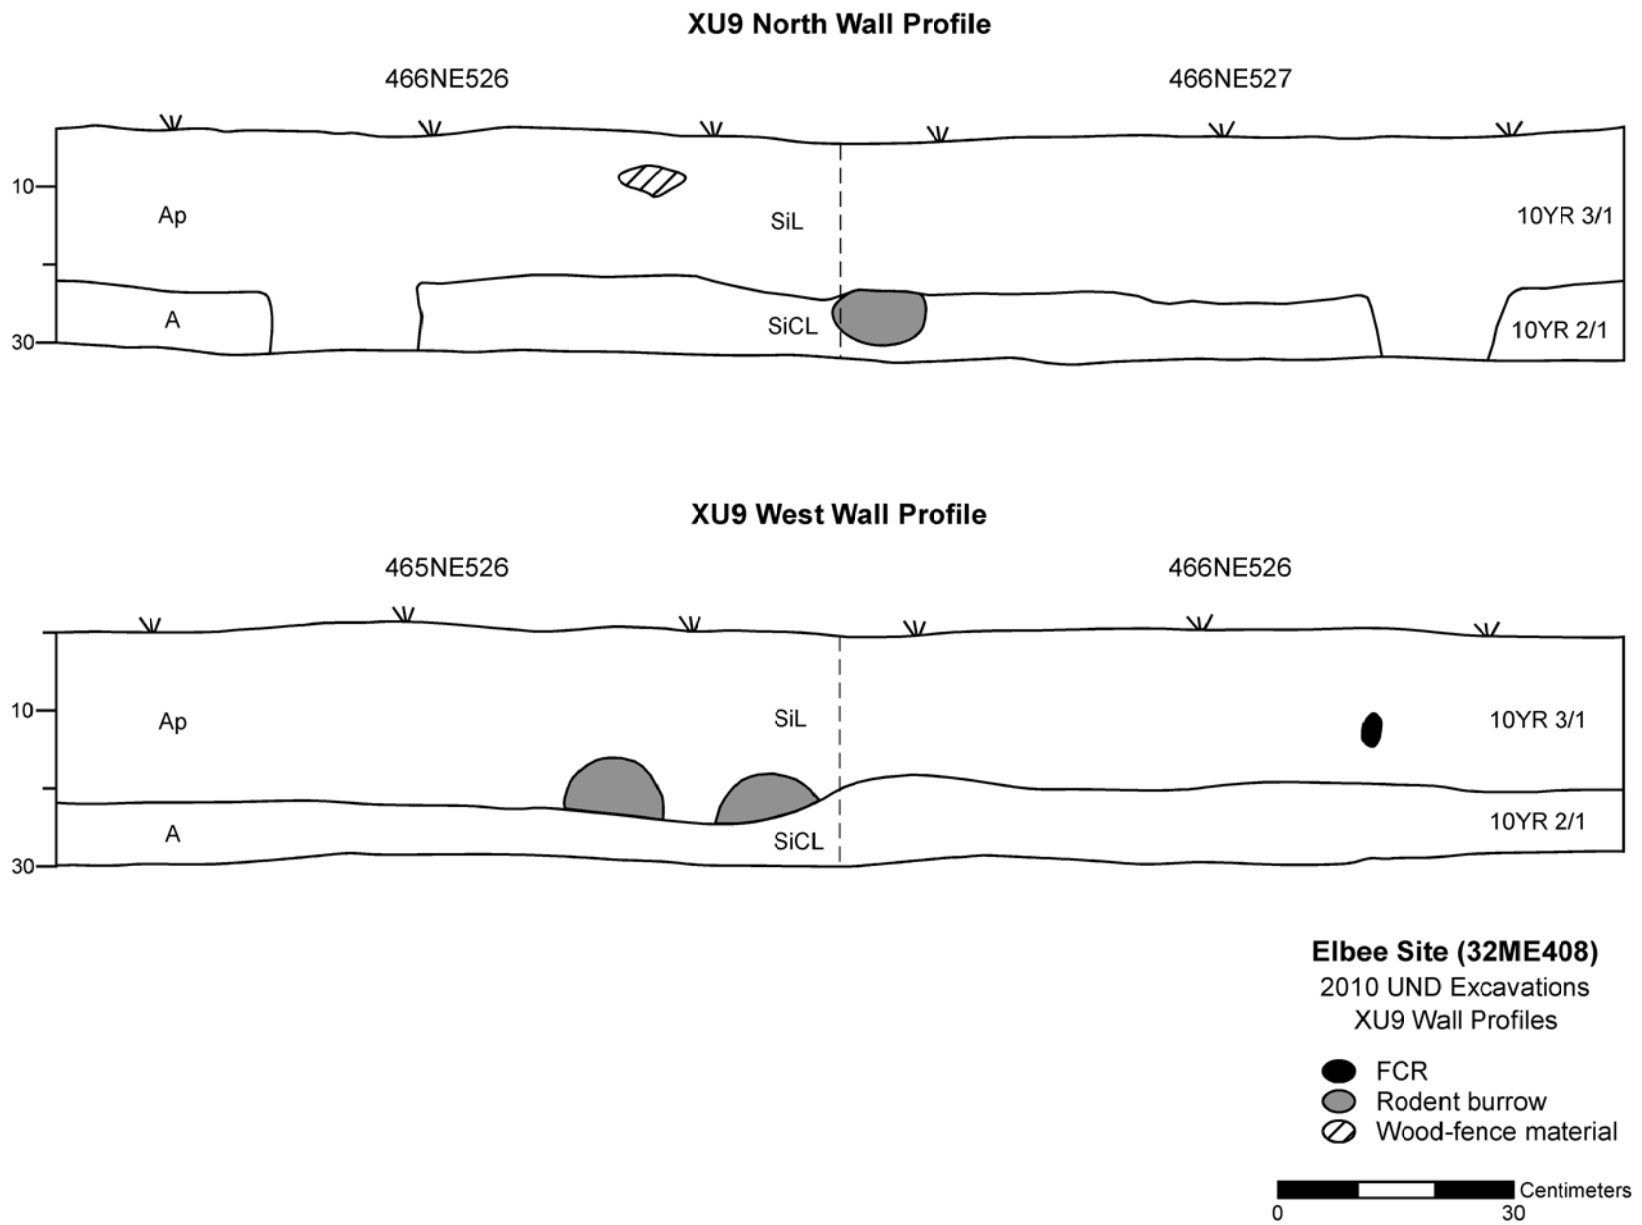 XU9 North Wall Profile
466NE526 466NE527
10
Ap SiL 10YR 3/1
A SiCL 10YR 2/1
30
XU9 West Wall Profile
465NE526 466NE526
10
Ap SiL 10YR 3/1
A SiCL 10YR 2/1
30
Elbee Site (32ME408)
2010 UND Excavations
XU9 Wall Profiles
FCR
Rodent burrow
Wood-fence material
Centimeters
0 30